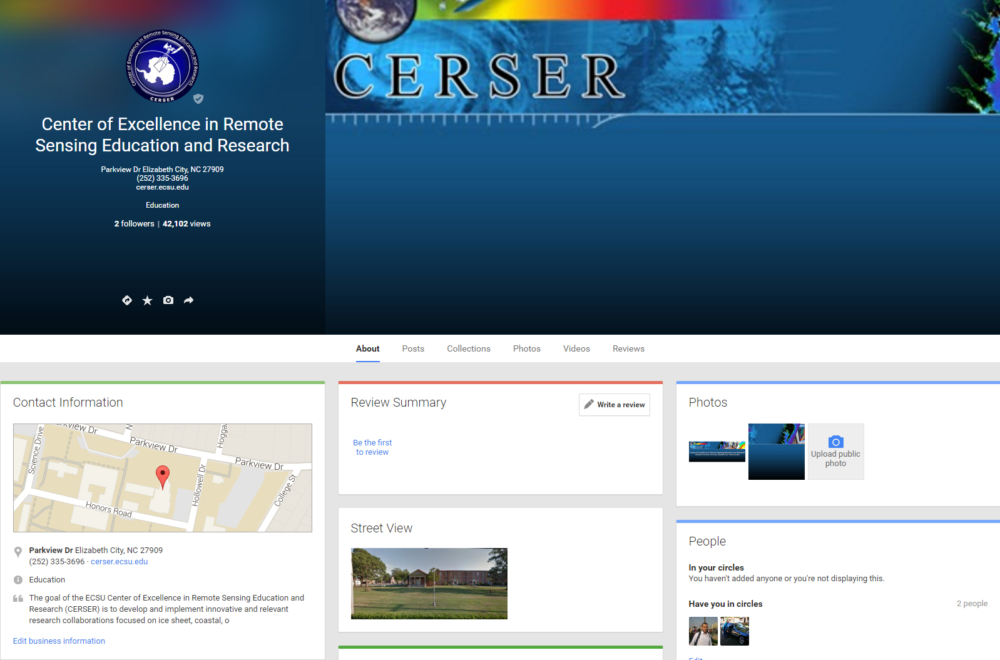 Center of Excellence in Remote Sensing Education and Research
CERSER
CERSER
Center of Excellence in Remote
Sensing Education and Research
Parkview Dr Elizabeth City, NC 27909
(252) 335-3696
cerser.ecsu.edu
Education
2 followers | 42,102 views
About
Posts
Collections
Photos
Videos
Reviews
Contact Information
Parkview Dr
Parkview Dr
Parkview Dr
Science Drive
Hollowell Dr
College St
Honors Road
Parkview Dr Elizabeth City, NC 27909
(252) 335-3696 · cerser.ecsu.edu
Education
The goal of the ECSU Center of Excellence in Remote Sensing Education and
Research (CERSER) is to develop and implement innovative and relevant
research collaborations focused on ice sheet, coastal, o
Edit business information
Review Summary
Write a review
Be the first
to review
Street View
Photos
Upload public
photo
People
In your circles
You haven't added anyone or you're not displaying this.
Have you in circles
2 people
Edit